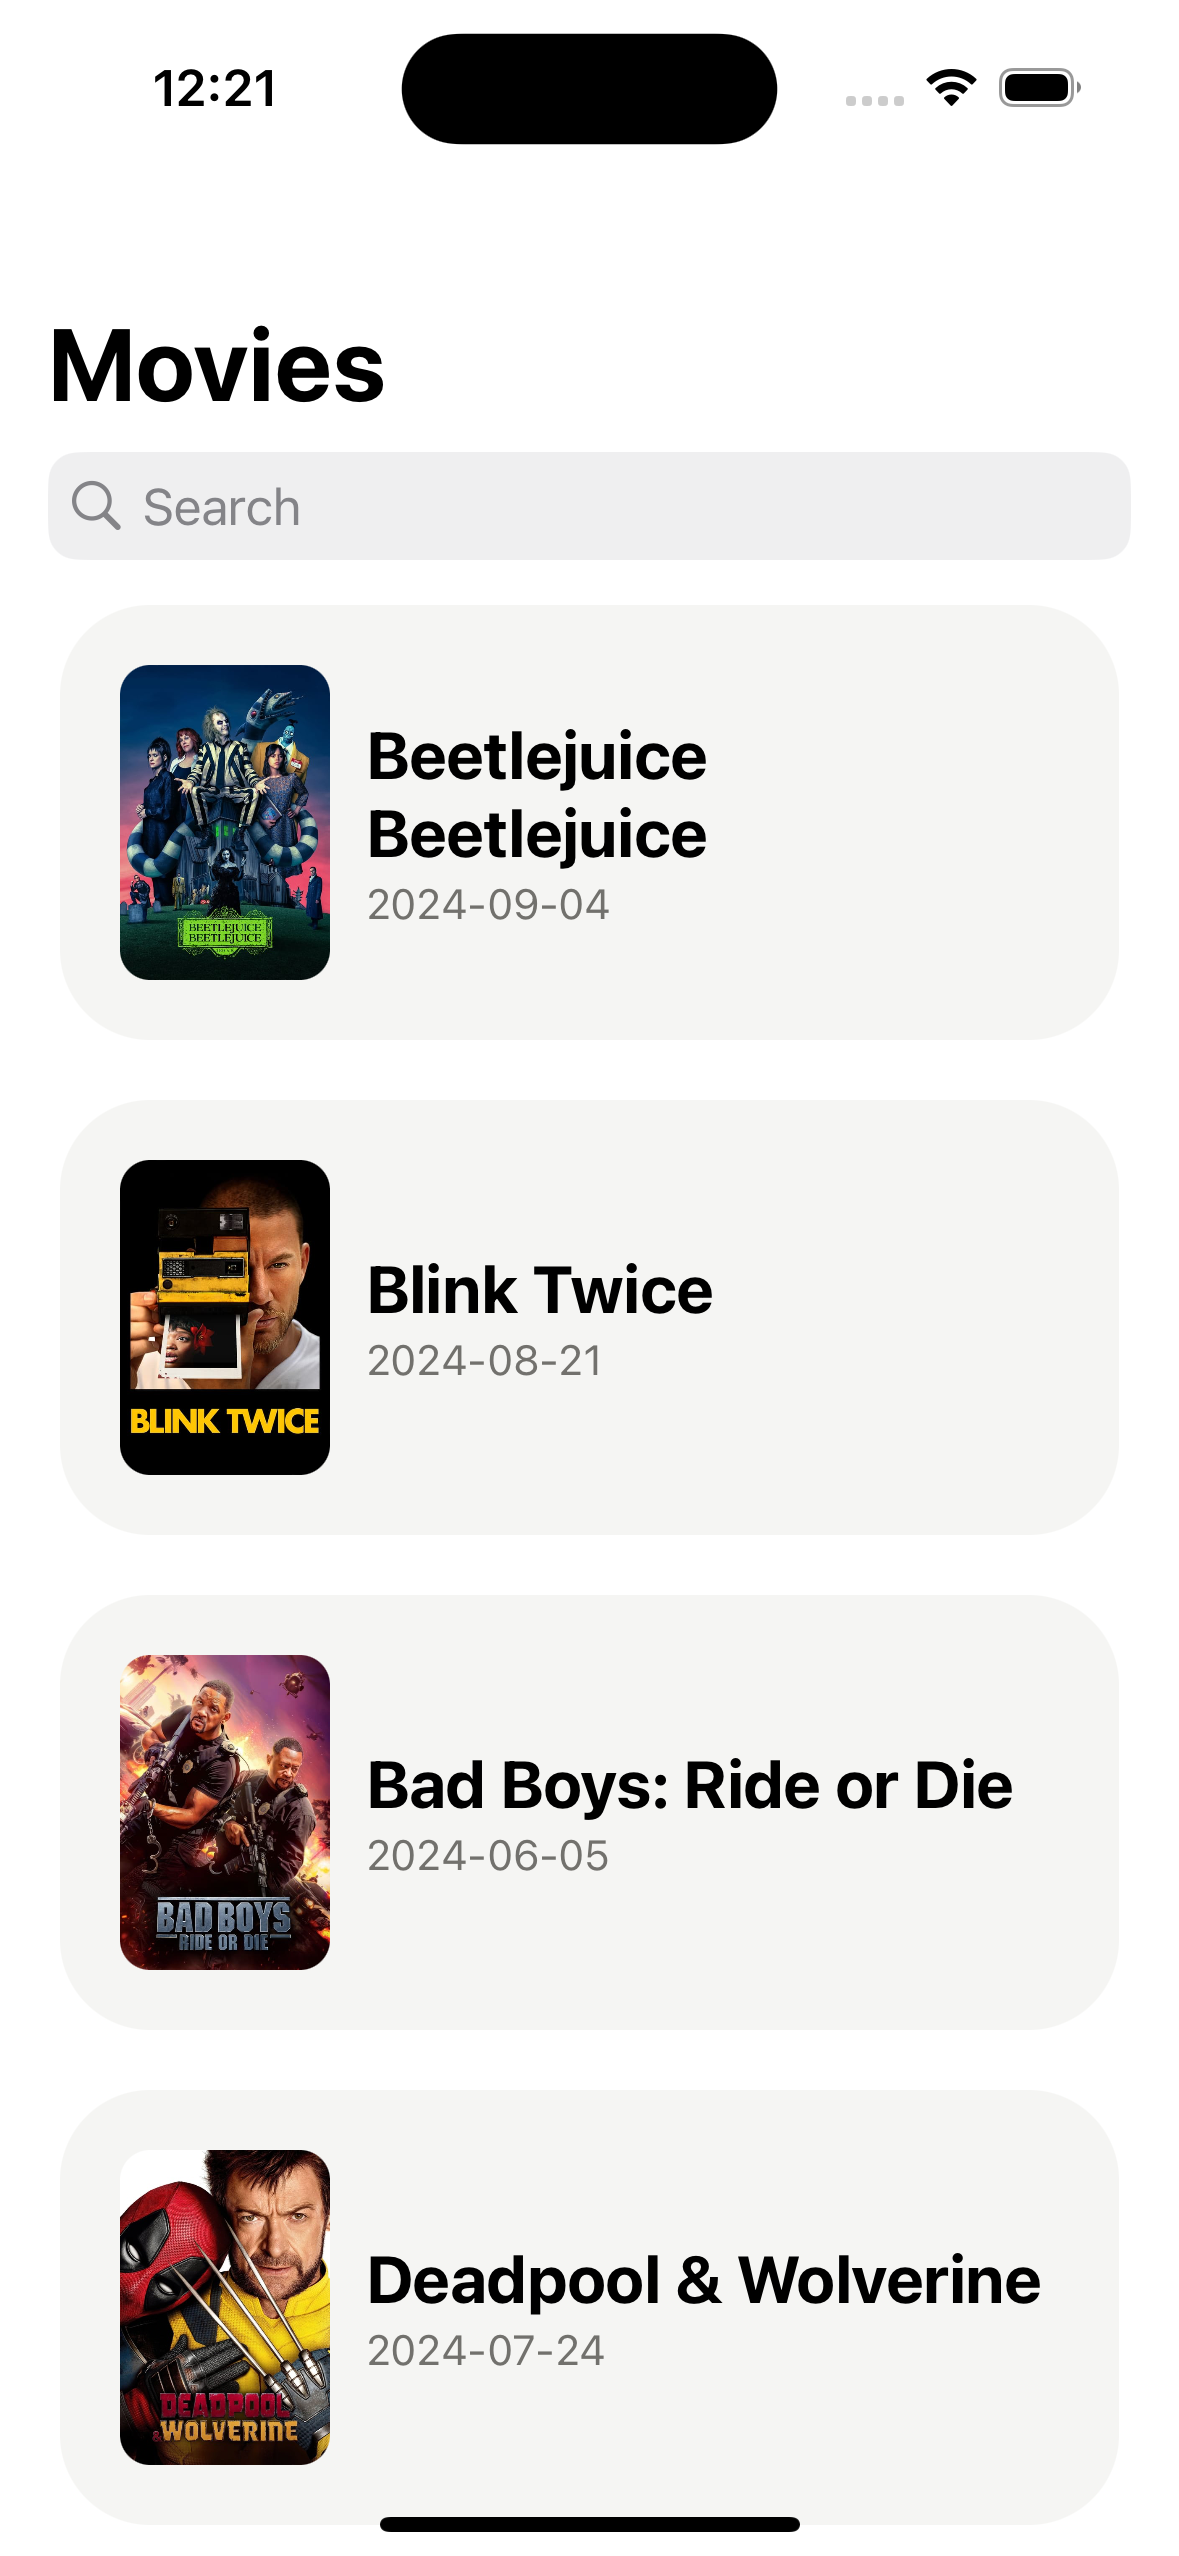 12:21
Movies
Search
BEETLEJUICE
BEETLEJUICE
Beetlejuice
Beetlejuice
2024-09-04
BLINK TWICE
Blink Twice
2024-08-21
BAD BOYS
RIDE OR DIE
Bad Boys: Ride or Die
2024-06-05
DEADPOOL
& WOLVERINE
Deadpool & Wolverine
2024-07-24